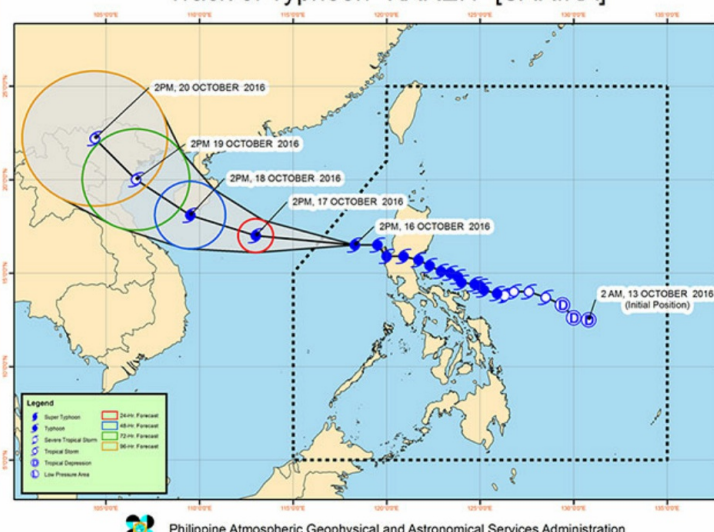 2PM, 20 OCTOBER 2016
2PM 19 OCTOBER 2016
2PM, 18 OCTOBER 2016
2PM, 17 OCTOBER 2016
2PM, 16 OCTOBER 2016
2 AM, 13 OCTOBER 2016
(Initial Position)
Legend
Super Typhoon
Typhoon
Severe Tropical Storm
Tropical Storm
D Tropical Depression
L Low Pressure Area
24-Hr. Forecast
48-Hr. Forecast
72-Hr. Forecast
96-Hr. Forecast
Philippine Atmospheric Geophysical and Astronomical Services Administration